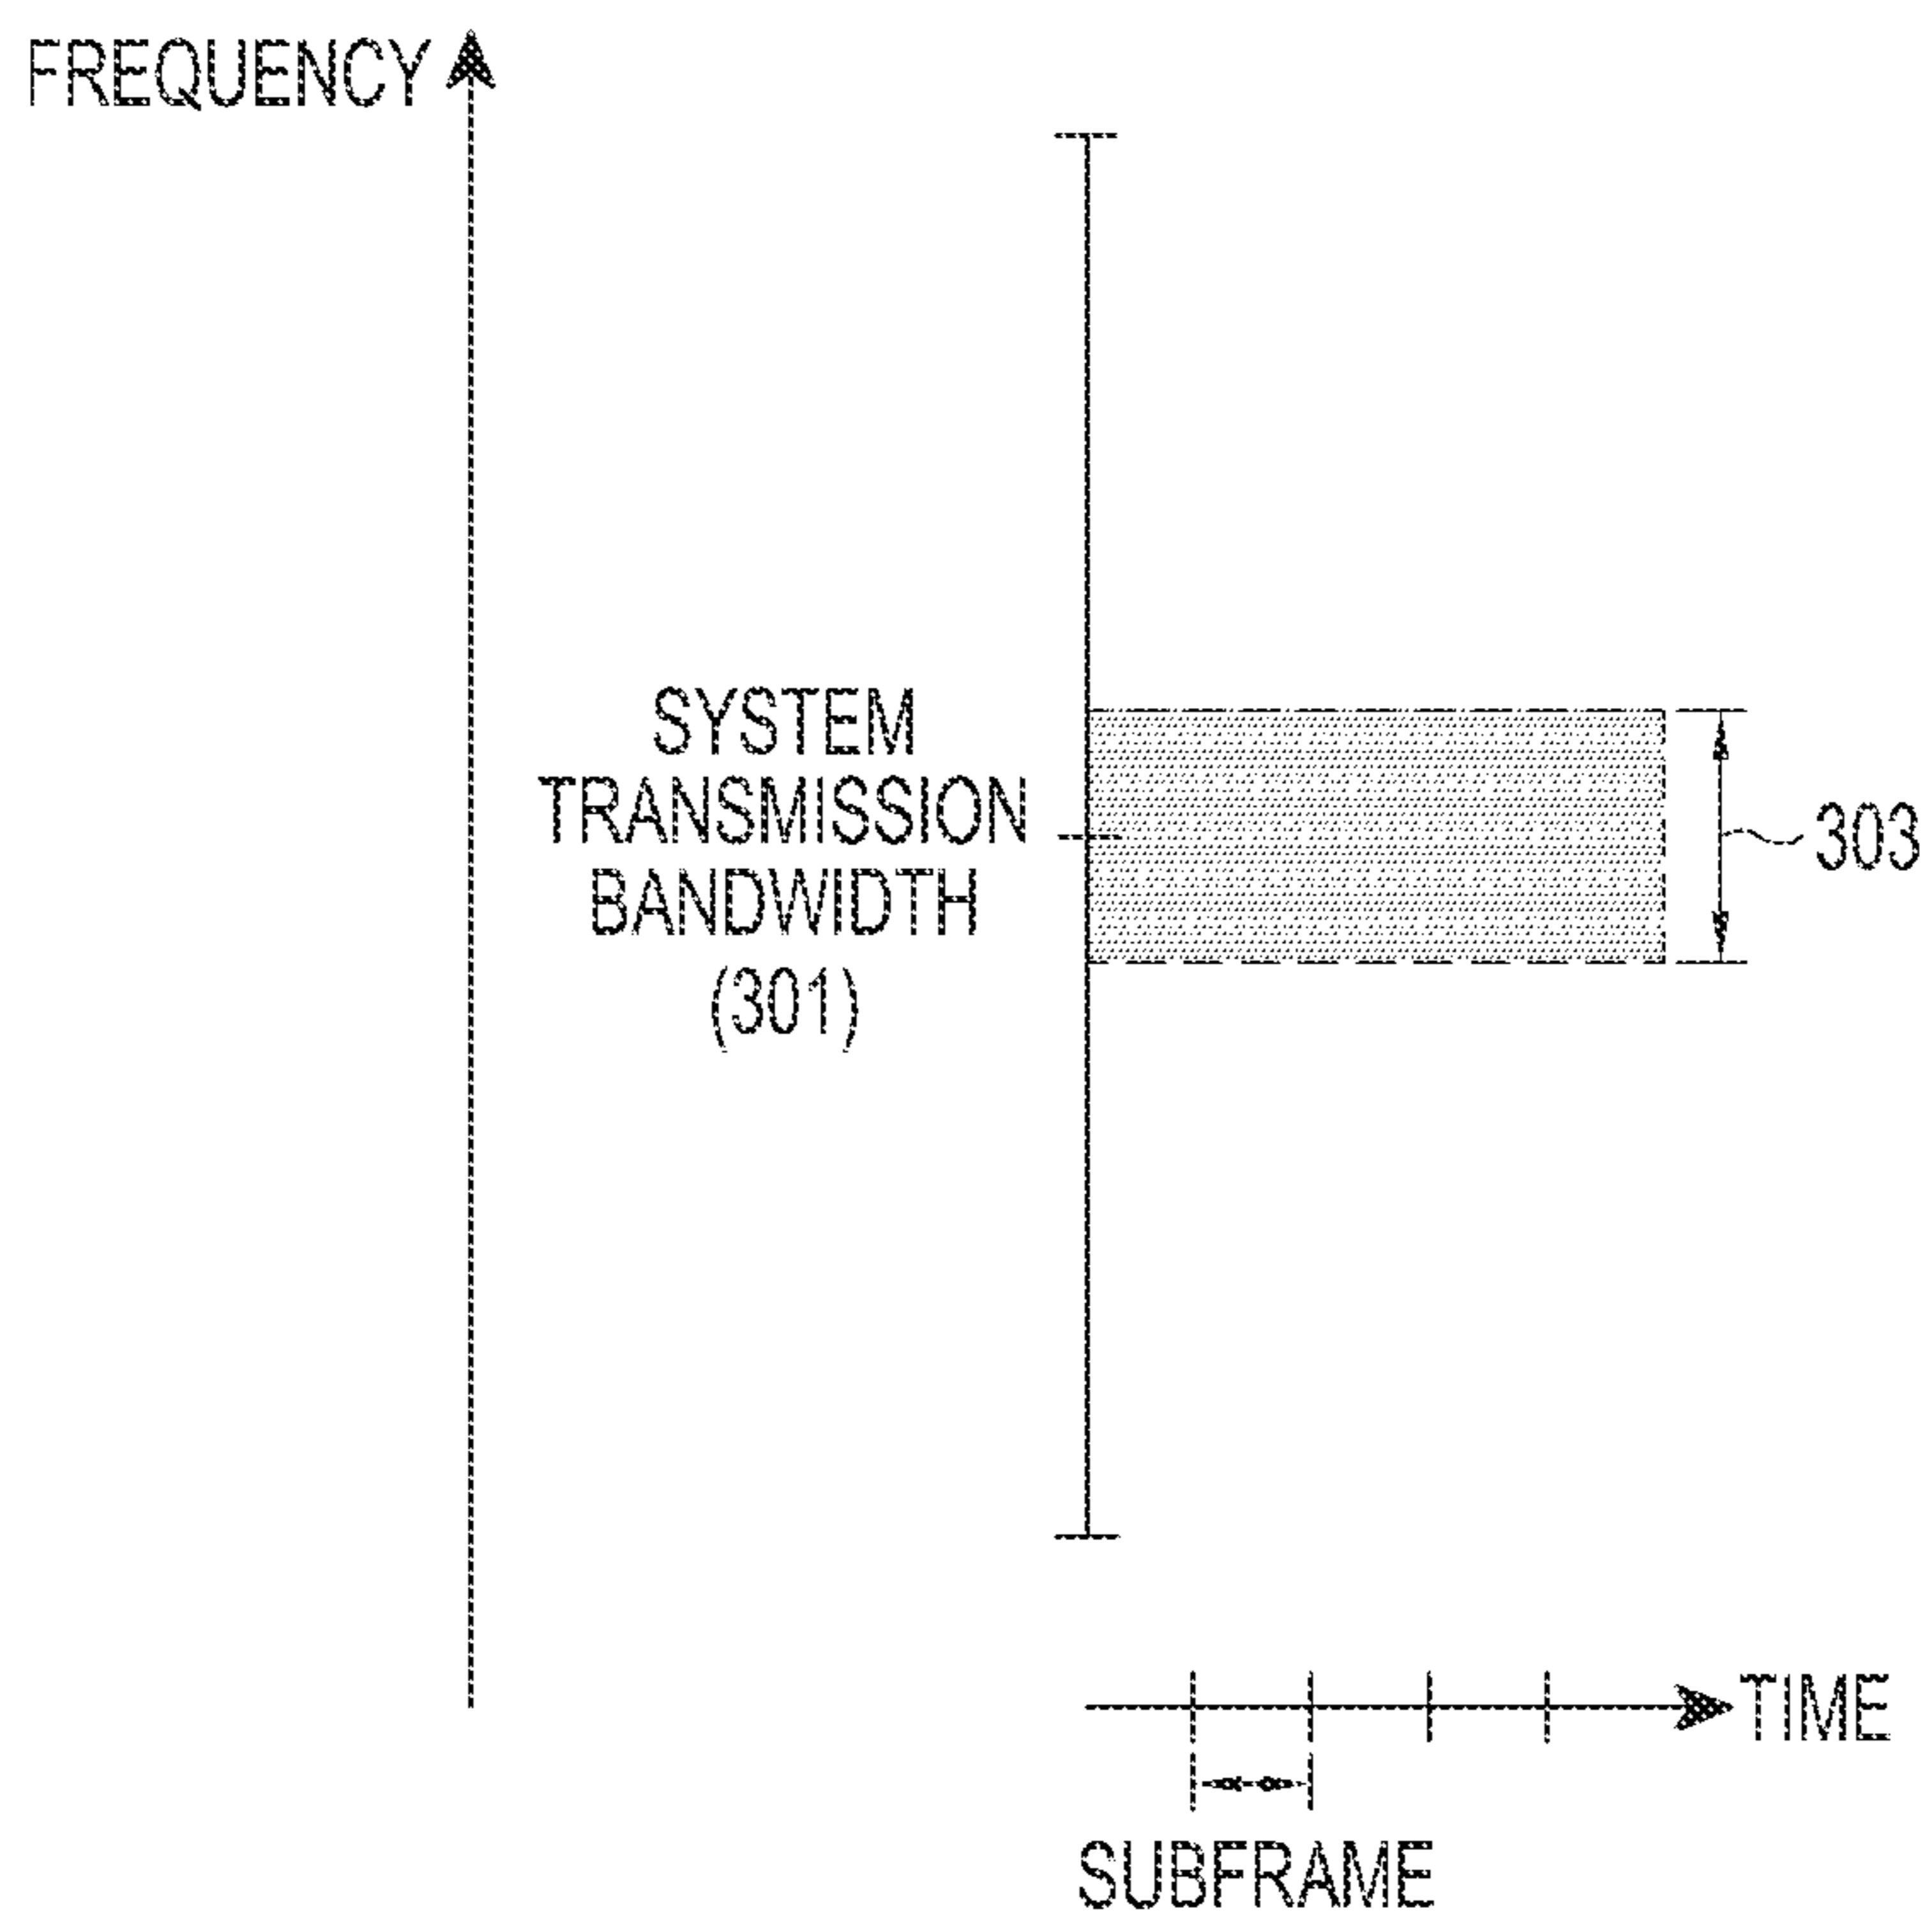 FREQUENCY
SYSTEM
TRANSMISSION
BANDWIDTH
(301)
303
TIME
SUBFRAME